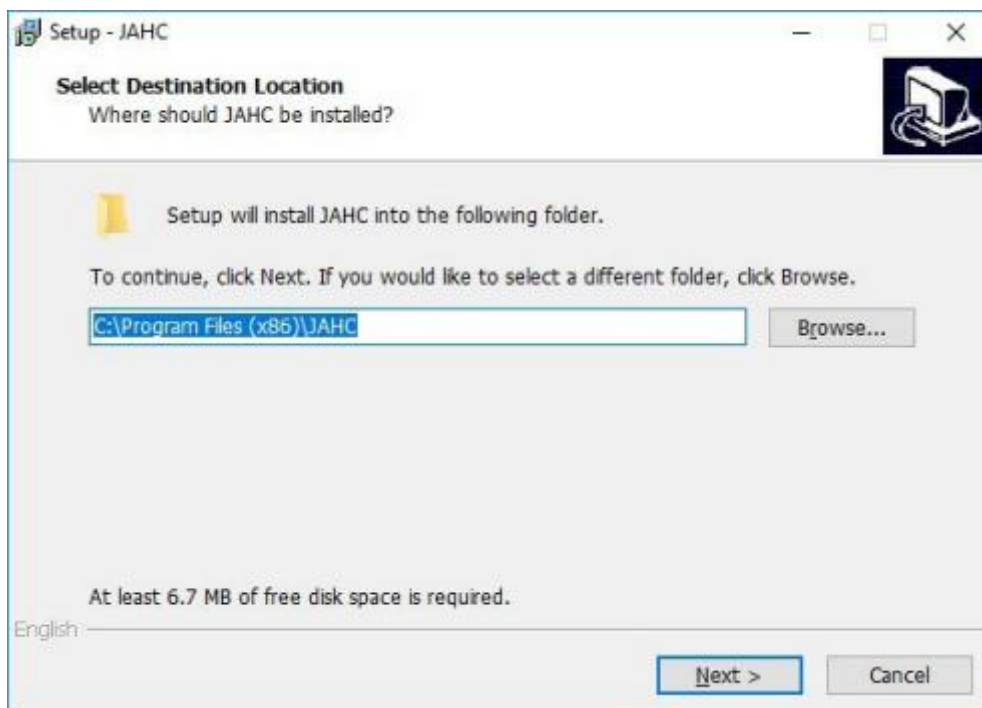 Setup - JAHC
Select Destination Location
Where should JAHC be installed?
Setup will install JAHC into the following folder.
To continue, click Next. If you would like to select a different folder, click Browse.
C:\Program Files (x86)\JAHC
Browse...
At least 6.7 MB of free disk space is required.
English
Next >
Cancel